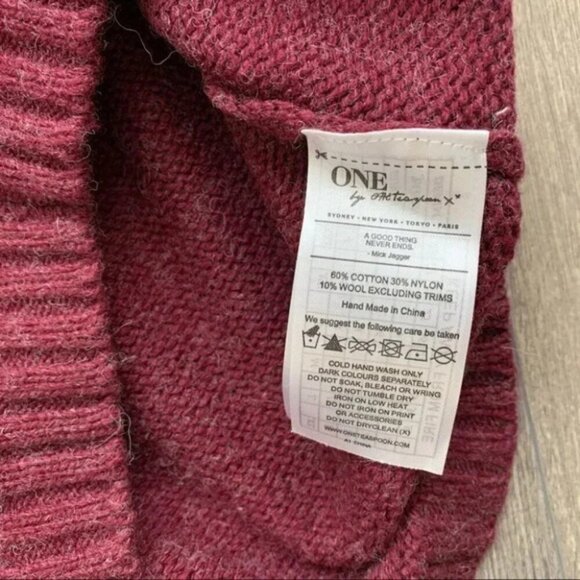 ONE
by OneTeaspoon X
SYDNEY • NEW YORK • TOKYO • PARIS
A GOOD THING
NEVER ENDS.
- Mick Jagger
60% COTTON 30% NYLON
10% WOOL EXCLUDING TRIMS
Hand Made in China
We suggest the following care be taken
COLD HAND WASH ONLY
DARK COLOURS SEPARATELY
DO NOT SOAK, BLEACH OR WRING
DO NOT TUMBLE DRY
IRON ON LOW HEAT
DO NOT IRON ON PRINT
OR ACCESSORIES
DO NOT DRYCLEAN (X)
WWW.ONETEASPOON.COM